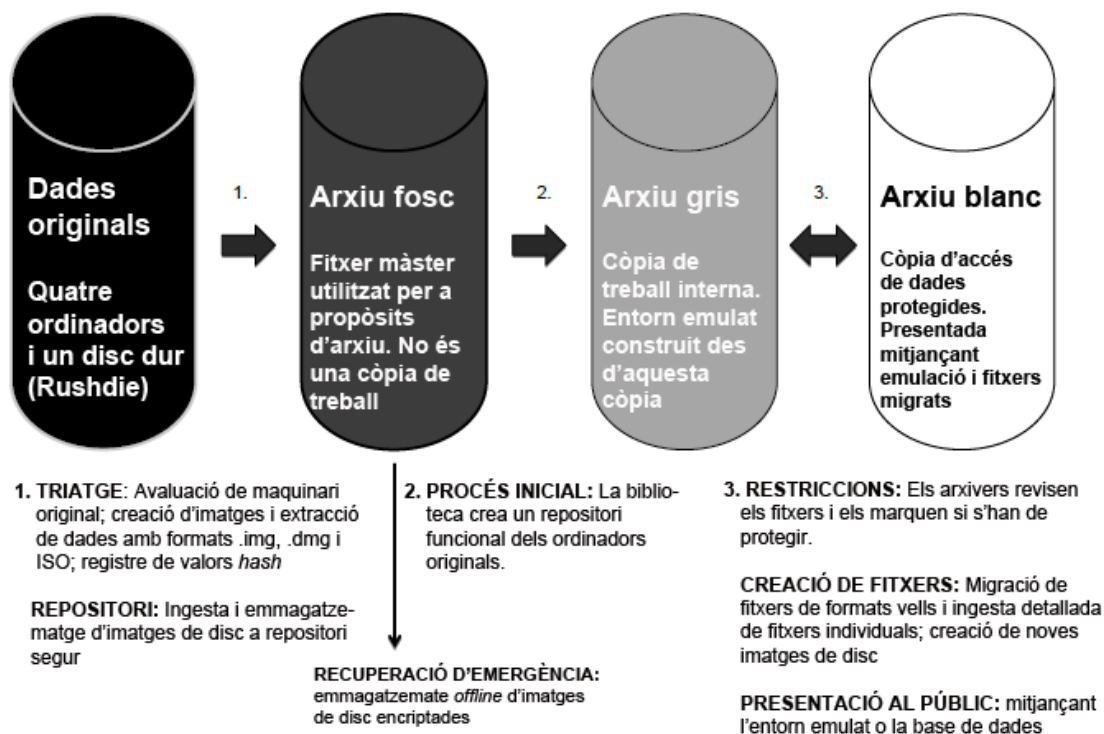 Dades
originals
Quatre
ordinadors
i un disc dur
(Rushdie)
1.
Arxiu fosc
Fitxer màster
utilitzat per a
propòsits
d'arxiu. No és
una còpia de
treball
2.
Arxiu gris
Còpia de
treball interna.
Entorn emulat
construit des
d'aquesta
còpia
3.
Arxiu blanc
Còpia d'accés
de dades
protegides.
Presentada
mitjançant
emulació i fitxers
migrats
1. TRIATGE: Avaluació de maquinari
original; creació d'imatges i extracció
de dades amb formats .img, .dmg i
ISO; registre de valors hash
REPOSITORI: Ingesta i emmagatze-
matge d'imatges de disc a repositori
segur
RECUPERACIÓ D'EMERGÈNCIA:
emmagatzemate offline d'imatges
de disc encriptades
2. PROCÉS INICIAL: La biblio-
teca crea un repositori
funcional dels ordinadors
originals.
3. RESTRICCIONS: Els arxivers revisen
els fitxers i els marquen si s'han de
protegir.
CREACIÓ DE FITXERS: Migració de
fitxers de formats vells i ingesta detallada
de fitxers individuals; creació de noves
imatges de disc
PRESENTACIÓ AL PÚBLIC: mitjançant
l'entorn emulat o la base de dades